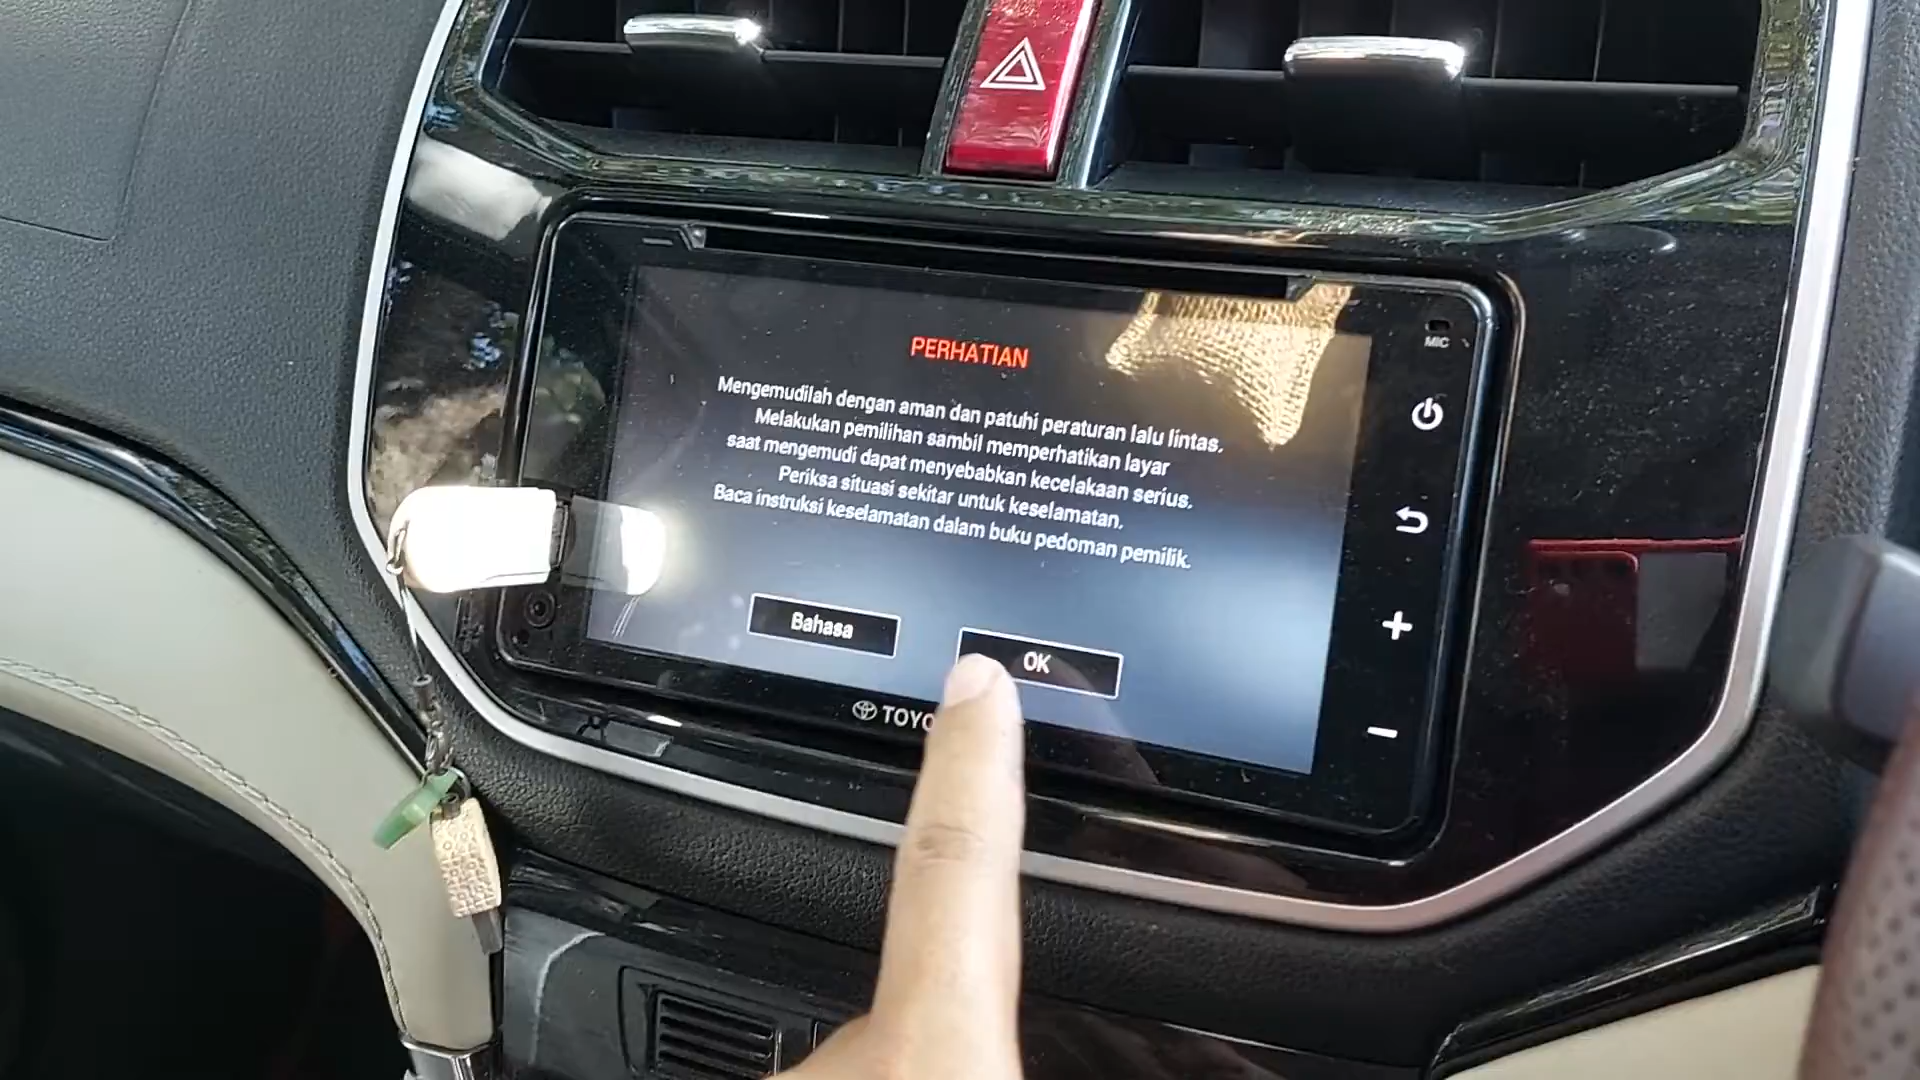 MIC
PERHATIAN
Mengemudilah dengan aman dan patuhi peraturan lalu lintas.
Melakukan pemilihan sambil memperhatikan layar
saat mengemudi dapat menyebabkan kecelakaan serius.
Periksa situasi sekitar untuk keselamatan.
Baca instruksi keselamatan dalam buku pedoman pemilik.
Bahasa
OK